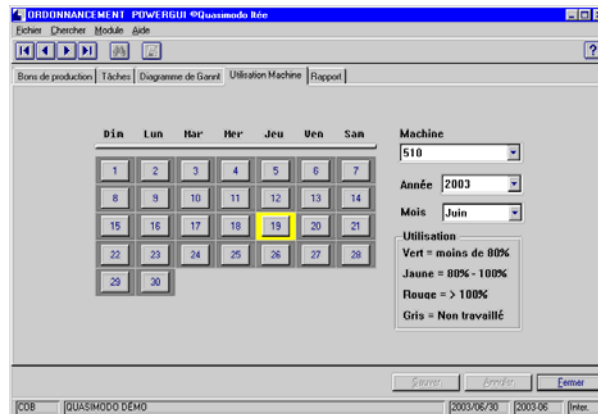 ORDONNANCEMENT POWERGUI ©Quasimodo ltée
Fichier Chercher Module Aide
?
Bons de production Tâches Diagramme de Gannt Utilisation Machine Rapport
Dim Lun Mar Mer Jeu Ven Sam
1 2 3 4 5 6 7
8 9 10 11 12 13 14
15 16 17 18 19 20 21
22 23 24 25 26 27 28
29 30
Machine
510
Année 2003
Mois Juin
Utilisation
Vert = moins de 80%
Jaune = 80% - 100%
Rouge = > 100%
Gris = Non travaillé
Sauver Annuler Fermer
COB QUASIMODO DÉMO 2003/06/30 2003-06 Inter.